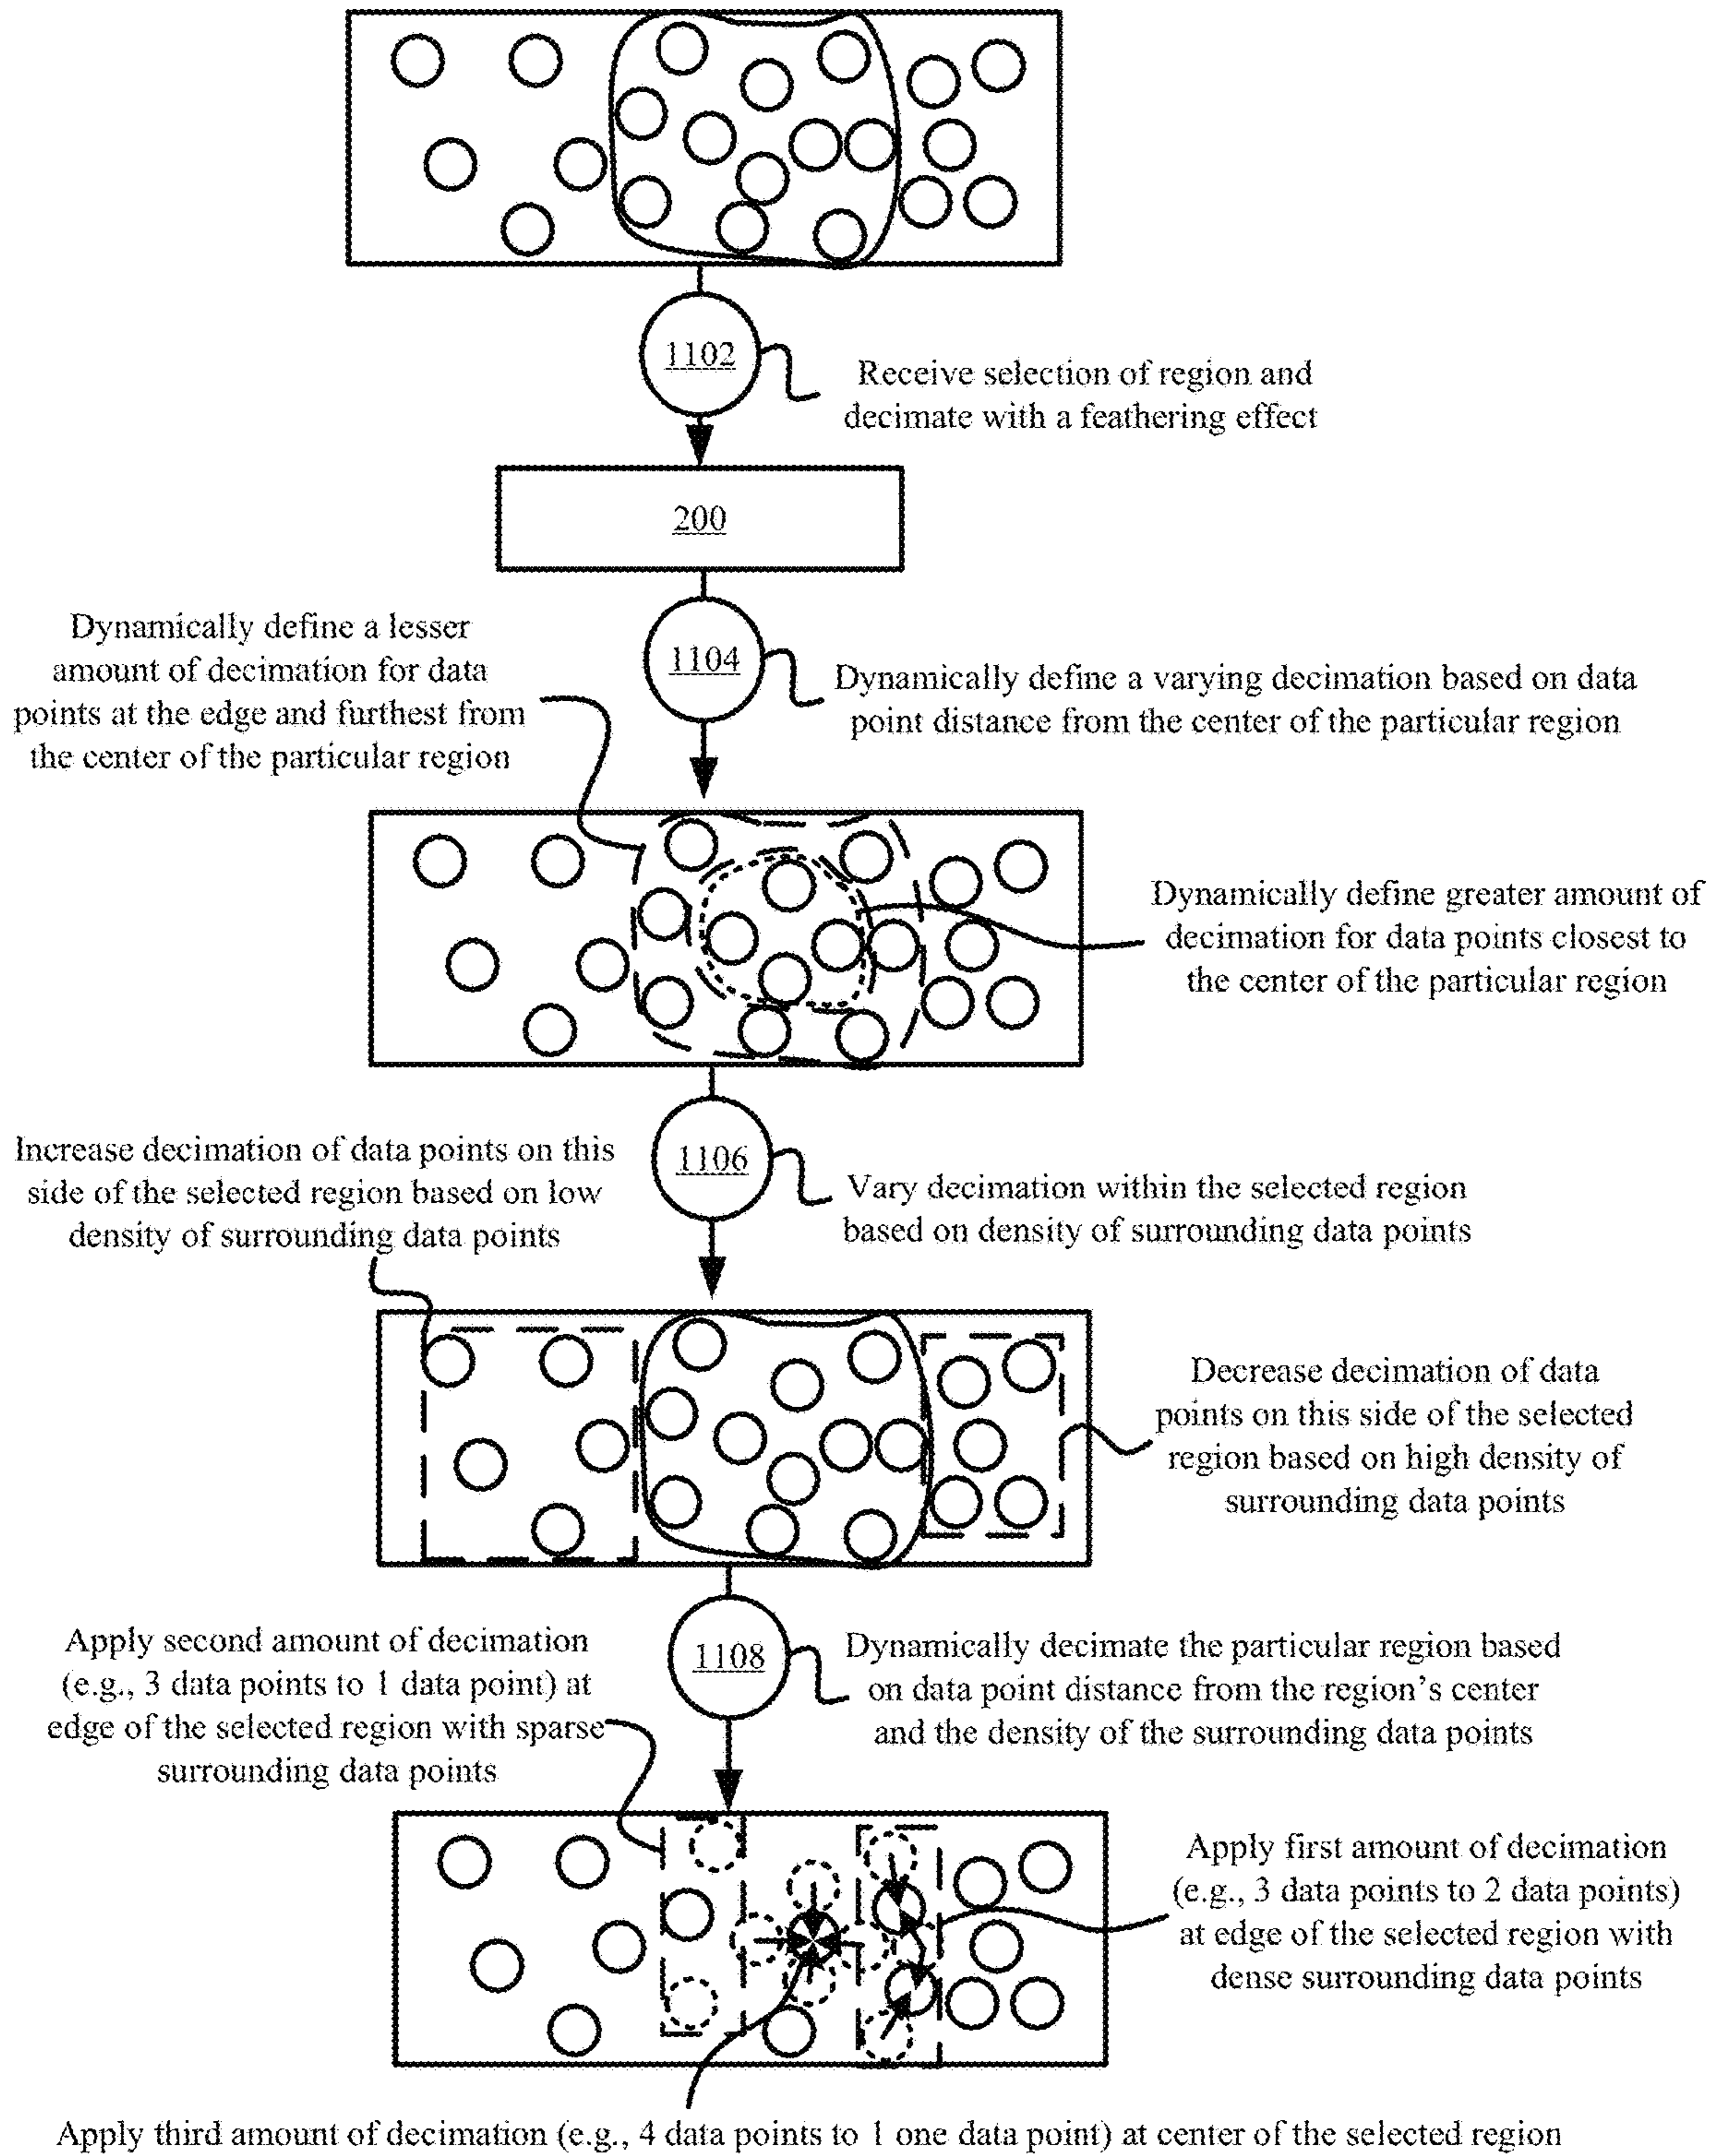 1102
Receive selection of region and
decimate with a feathering effect
200
Dynamically define a lesser
amount of decimation for data
points at the edge and furthest from
the center of the particular region
1104
Dynamically define a varying decimation based on data
point distance from the center of the particular region
Dynamically define greater amount of
decimation for data points closest to
the center of the particular region
Increase decimation of data points on this
side of the selected region based on low
density of surrounding data points
1106
Vary decimation within the selected region
based on density of surrounding data points
Decrease decimation of data
points on this side of the selected
region based on high density of
surrounding data points
Apply second amount of decimation
(e.g., 3 data points to 1 data point) at
edge of the selected region with sparse
surrounding data points
1108
Dynamically decimate the particular region based
on data point distance from the region's center
and the density of the surrounding data points
Apply first amount of decimation
(e.g., 3 data points to 2 data points)
at edge of the selected region with
dense surrounding data points
Apply third amount of decimation (e.g., 4 data points to 1 one data point) at center of the selected region